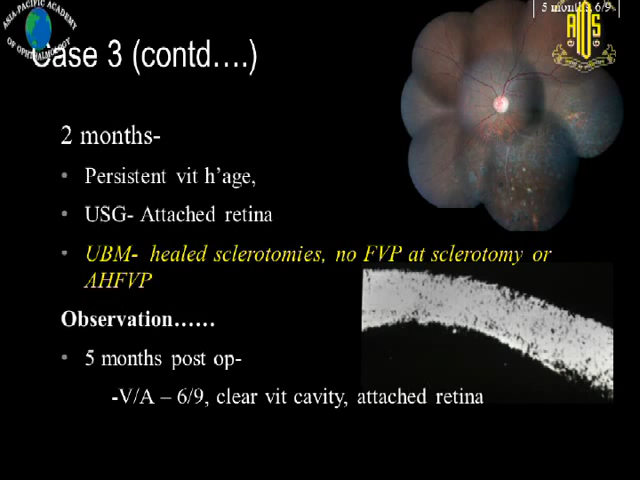 ASIA-PACIFIC ACADEMY
OF OPHTHALMOLOGY
5 months, 6/9
Case 3 (contd….)
2 months-
• Persistent vit h’age,
• USG- Attached retina
• UBM- healed sclerotomies, no FVP at sclerotomy or
AHFVP
Observation……
• 5 months post op-
-V/A – 6/9, clear vit cavity, attached retina